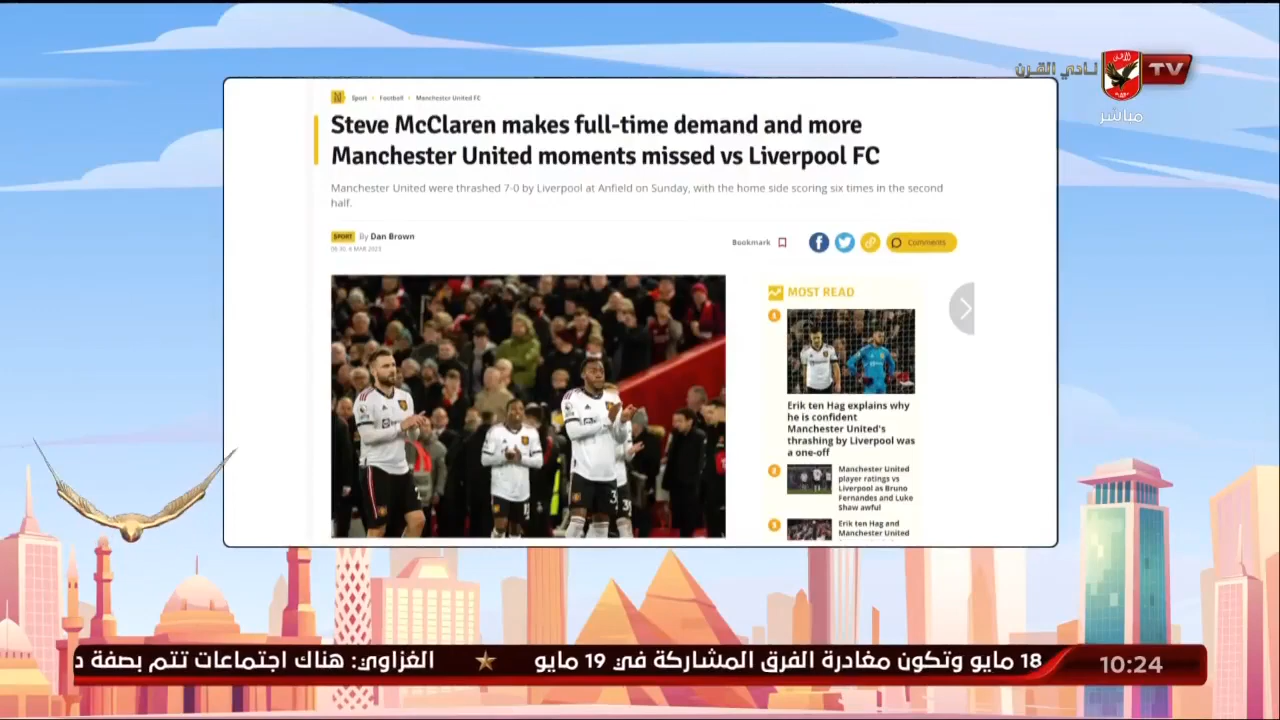 نادي القرن
TV
مباشر
Sport
Football
Manchester United FC
Steve McClaren makes full-time demand and more
Manchester United moments missed vs Liverpool FC
Manchester United were thrashed 7-0 by Liverpool at Anfield on Sunday, with the home side scoring six times in the second
half.
SPORT By Dan Brown
Bookmark
Comments
MOST READ
1
Erik ten Hag explains why
he is confident
Manchester United's
thrashing by Liverpool was
a one-off
Manchester United
player ratings vs
Liverpool as Bruno
Fernandes and Luke
Shaw awful
Erik ten Hag and
Manchester United
18 مايو وتكون مغادرة الفرق المشاركة في 19 مايو
الغزاوي: هناك اجتماعات تتم بصفة د
10:24